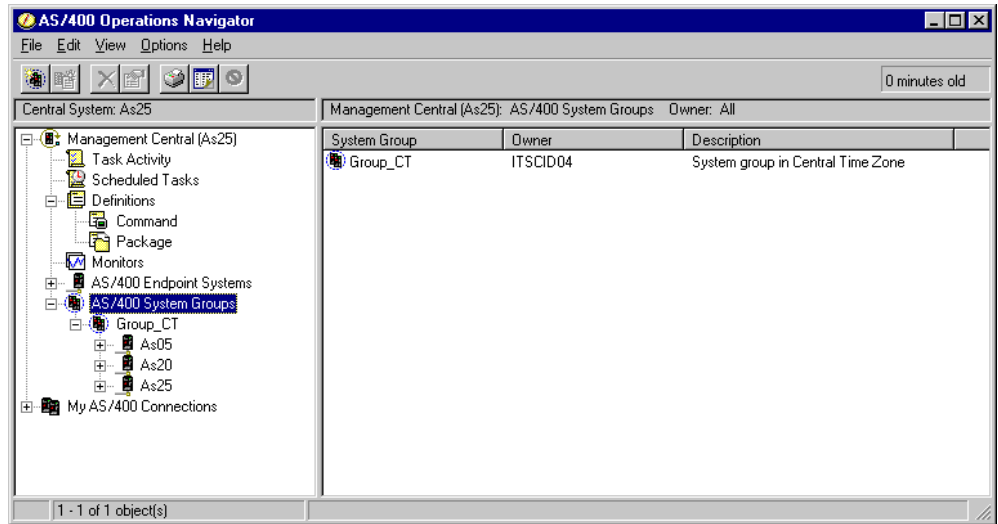 AS/400 Operations Navigator
File Edit View Options Help
0 minutes old
Central System: As25
Management Central (As25): AS/400 System Groups Owner: All
Management Central (As25)
Task Activity
Scheduled Tasks
Definitions
Command
Package
Monitors
AS/400 Endpoint Systems
AS/400 System Groups
Group_CT
As05
As20
As25
My AS/400 Connections
System Group Owner Description
Group_CT ITSCID04 System group in Central Time Zone
1 - 1 of 1 object(s)